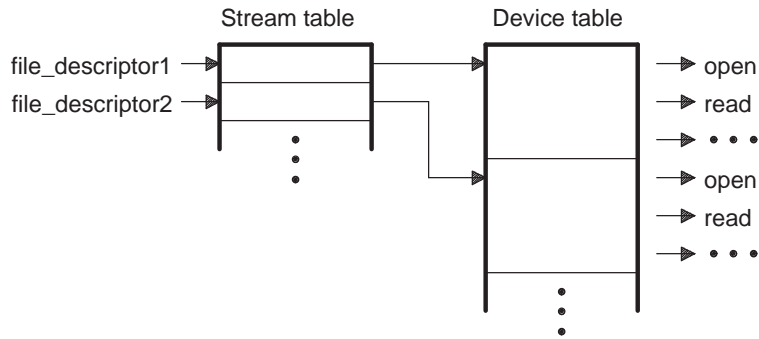 Stream table
Device table
file_descriptor1
file_descriptor2
open
read
open
read